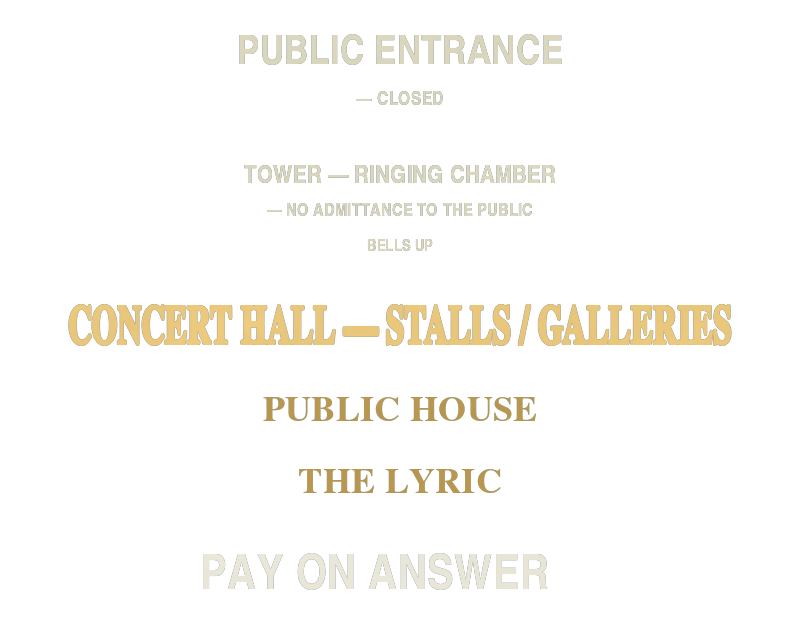 PUBLIC ENTRANCE
— CLOSED
TOWER — RINGING CHAMBER
— NO ADMITTANCE TO THE PUBLIC
BELLS UP
CONCERT HALL — STALLS / GALLERIES
PUBLIC HOUSE
THE LYRIC
PAY ON ANSWER